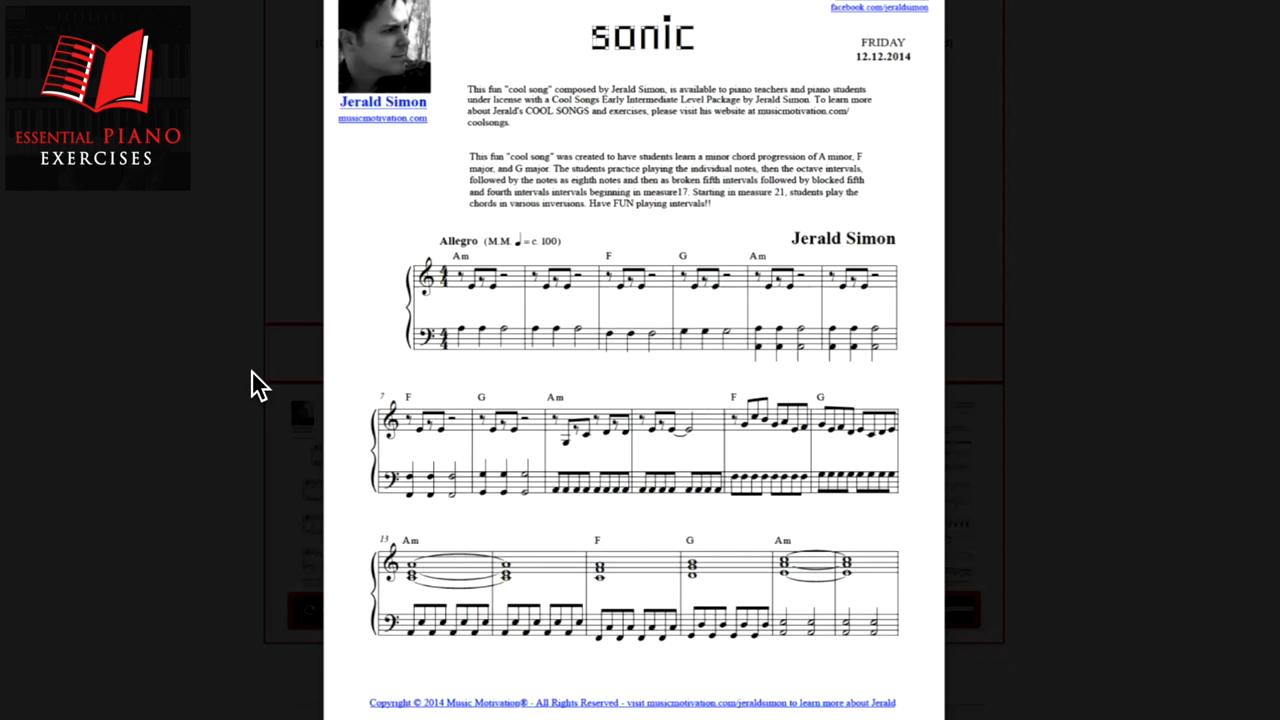 ESSENTIAL PIANO
EXERCISES
facebook.com/jeraldsimon
sonic
FRIDAY
12.12.2014
Jerald Simon
musicmotivation.com
This fun "cool song" composed by Jerald Simon, is available to piano teachers and piano students
under license with a Cool Songs Early Intermediate Level Package by Jerald Simon. To learn more
about Jerald's COOL SONGS and exercises, please visit his website at musicmotivation.com/
coolsongs.
This fun "cool song" was created to have students learn a minor chord progression of A minor, F
major, and G major. The students practice playing the individual notes, then the octave intervals,
followed by the notes as eighth notes and then as broken fifth intervals followed by blocked fifth
and fourth intervals intervals beginning in measure17. Starting in measure 21, students play the
chords in various inversions. Have FUN playing intervals!!
Allegro (M.M. ♩ = c. 100)
Jerald Simon
Am F G Am
7 F G Am F G
13 Am F G Am
Copyright © 2014 Music Motivation® - All Rights Reserved - visit musicmotivation.com/jeraldsimon to learn more about Jerald